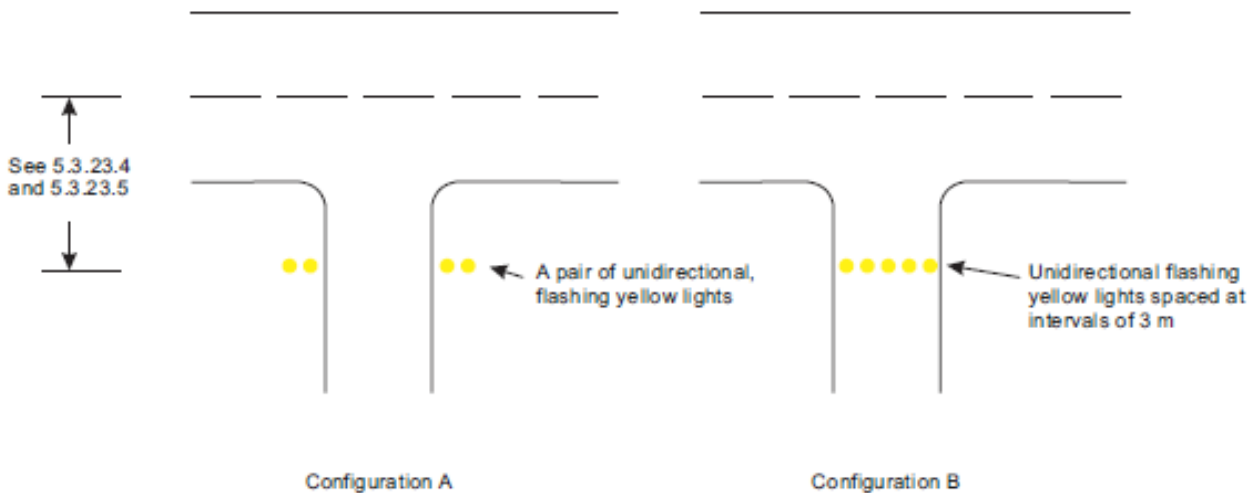 See 5.3.23.4
and 5.3.23.5
A pair of unidirectional,
flashing yellow lights
Unidirectional flashing
yellow lights spaced at
intervals of 3 m
Configuration A
Configuration B